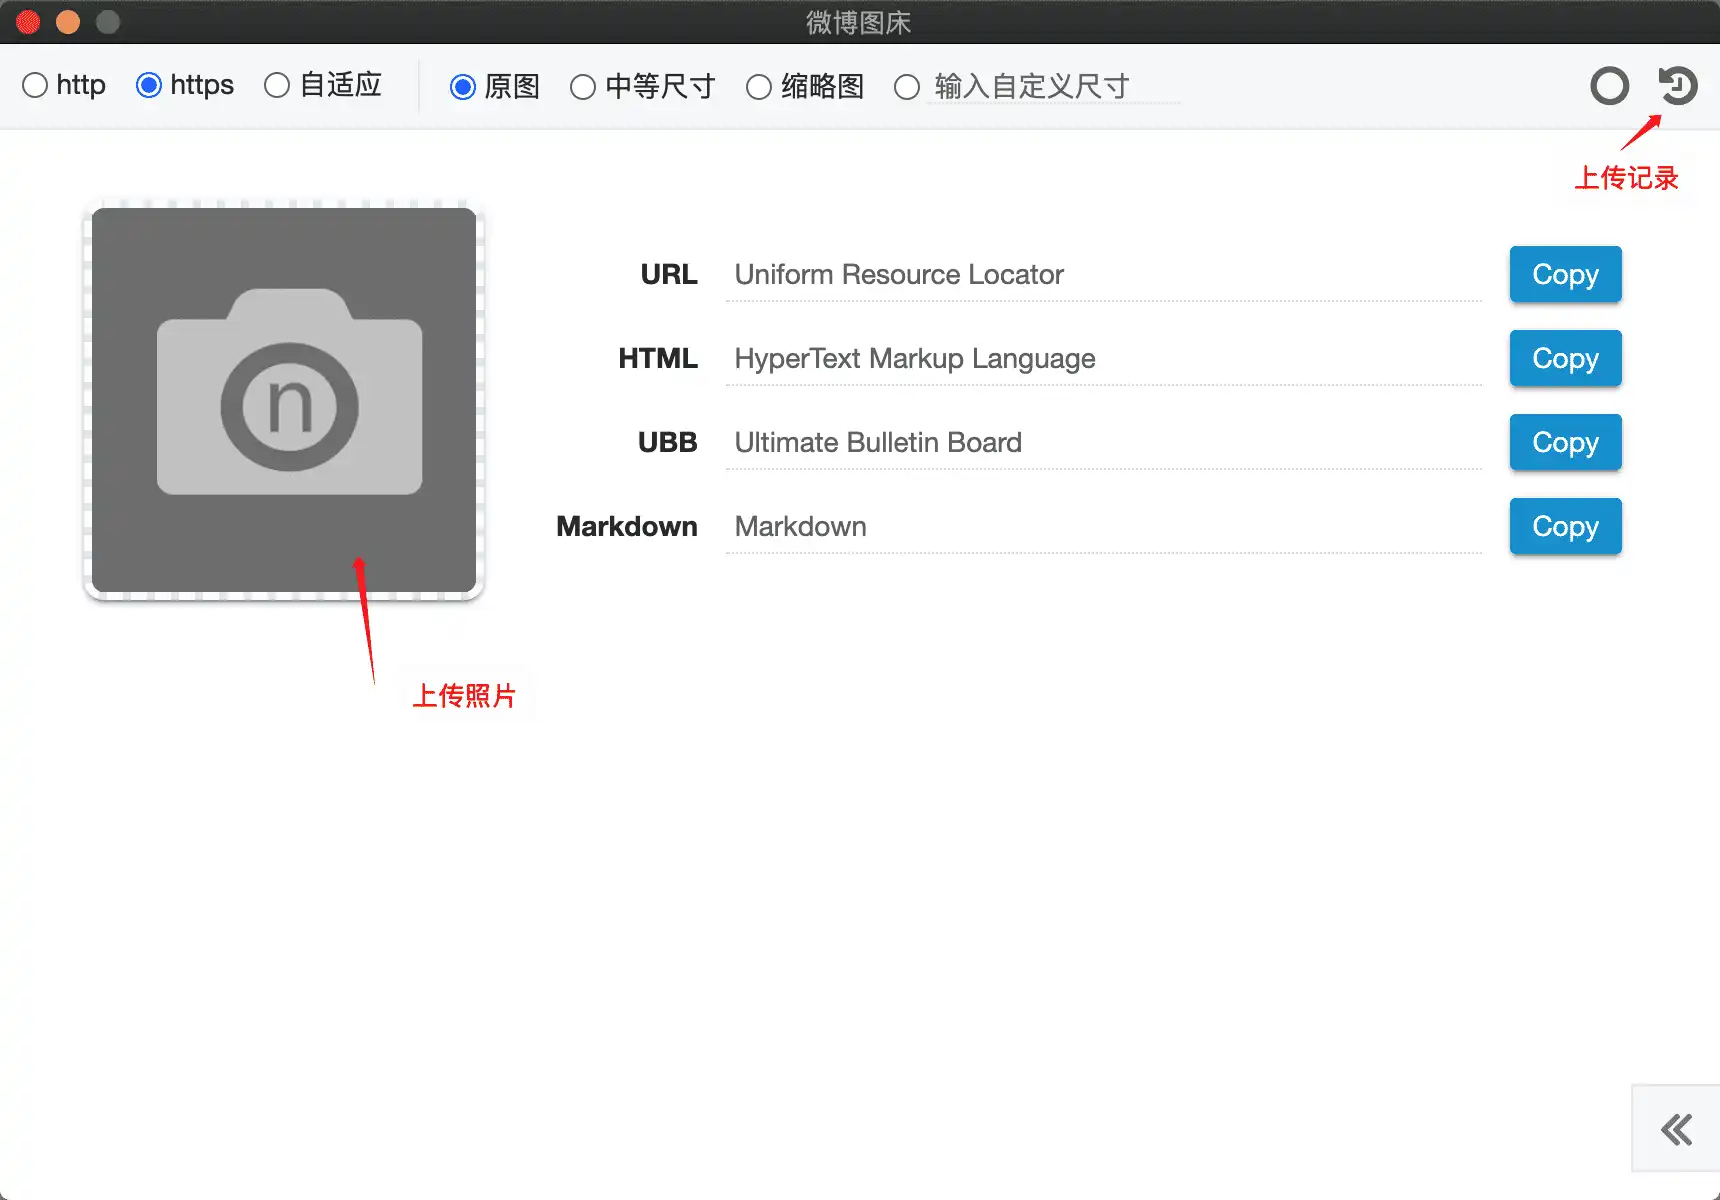 微博图床
http https 自适应 原图 中等尺寸 缩略图 输入自定义尺寸
上传记录
URL Uniform Resource Locator Copy
HTML HyperText Markup Language Copy
n
UBB Ultimate Bulletin Board Copy
Markdown Markdown Copy
上传照片